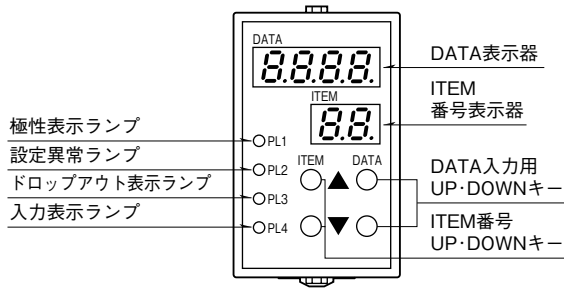 DATA
8.8.8.8.
ITEM
8.8.
PL1
PL2
PL3
PL4
ITEM
DATA
極性表示ランプ
設定異常ランプ
ドロップアウト表示ランプ
入力表示ランプ
DATA表示器
ITEM
番号表示器
DATA入力用
UP·DOWNキー
ITEM番号
UP·DOWNキー